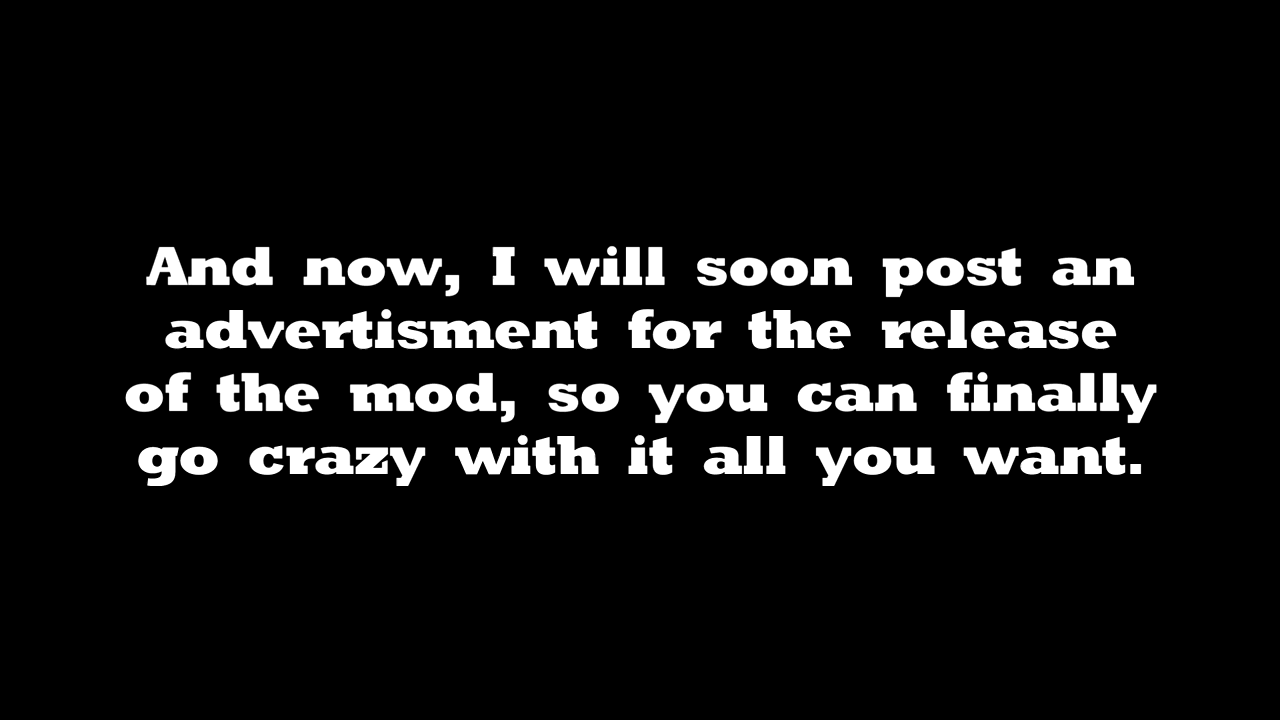 And now, I will soon post an
advertisment for the release
of the mod, so you can finally
go crazy with it all you want.